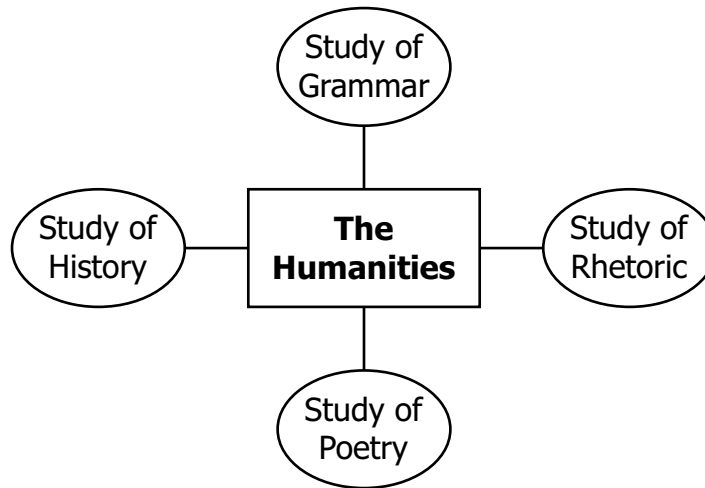 Study of
Grammar
Study of
History
The
Humanities
Study of
Rhetoric
Study of
Poetry